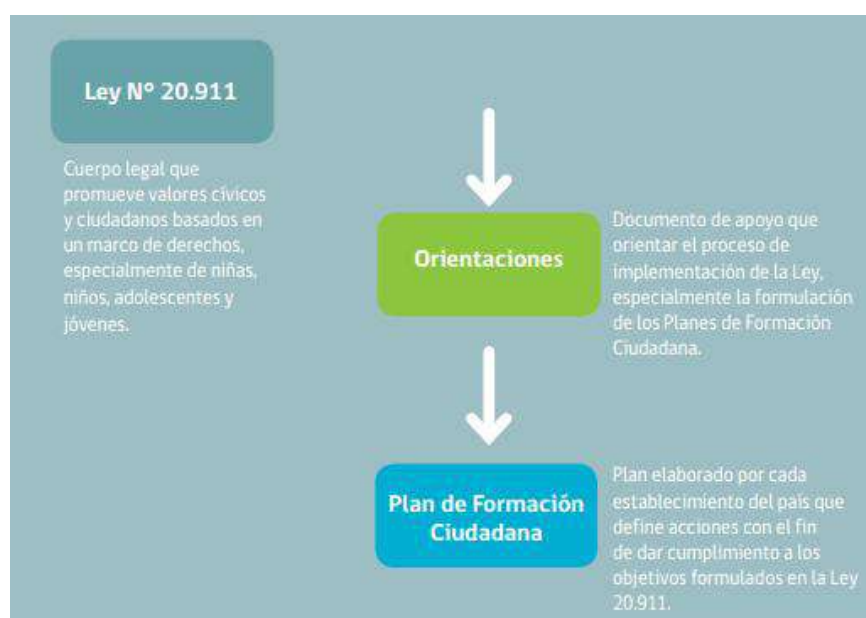 Ley N° 20.911
Cuerpo legal que
promueve valores cívicos
y ciudadanos basados en
un marco de derechos,
especialmente de niñas,
niños, adolescentes y
jóvenes.
Orientaciones
Documento de apoyo que
orientar el proceso de
implementación de la Ley,
especialmente la formulación
de los Planes de Formación
Ciudadana.
Plan de Formación
Ciudadana
Plan elaborado por cada
establecimiento del país que
define acciones con el fin
de dar cumplimiento a los
objetivos formulados en la Ley
20.911.